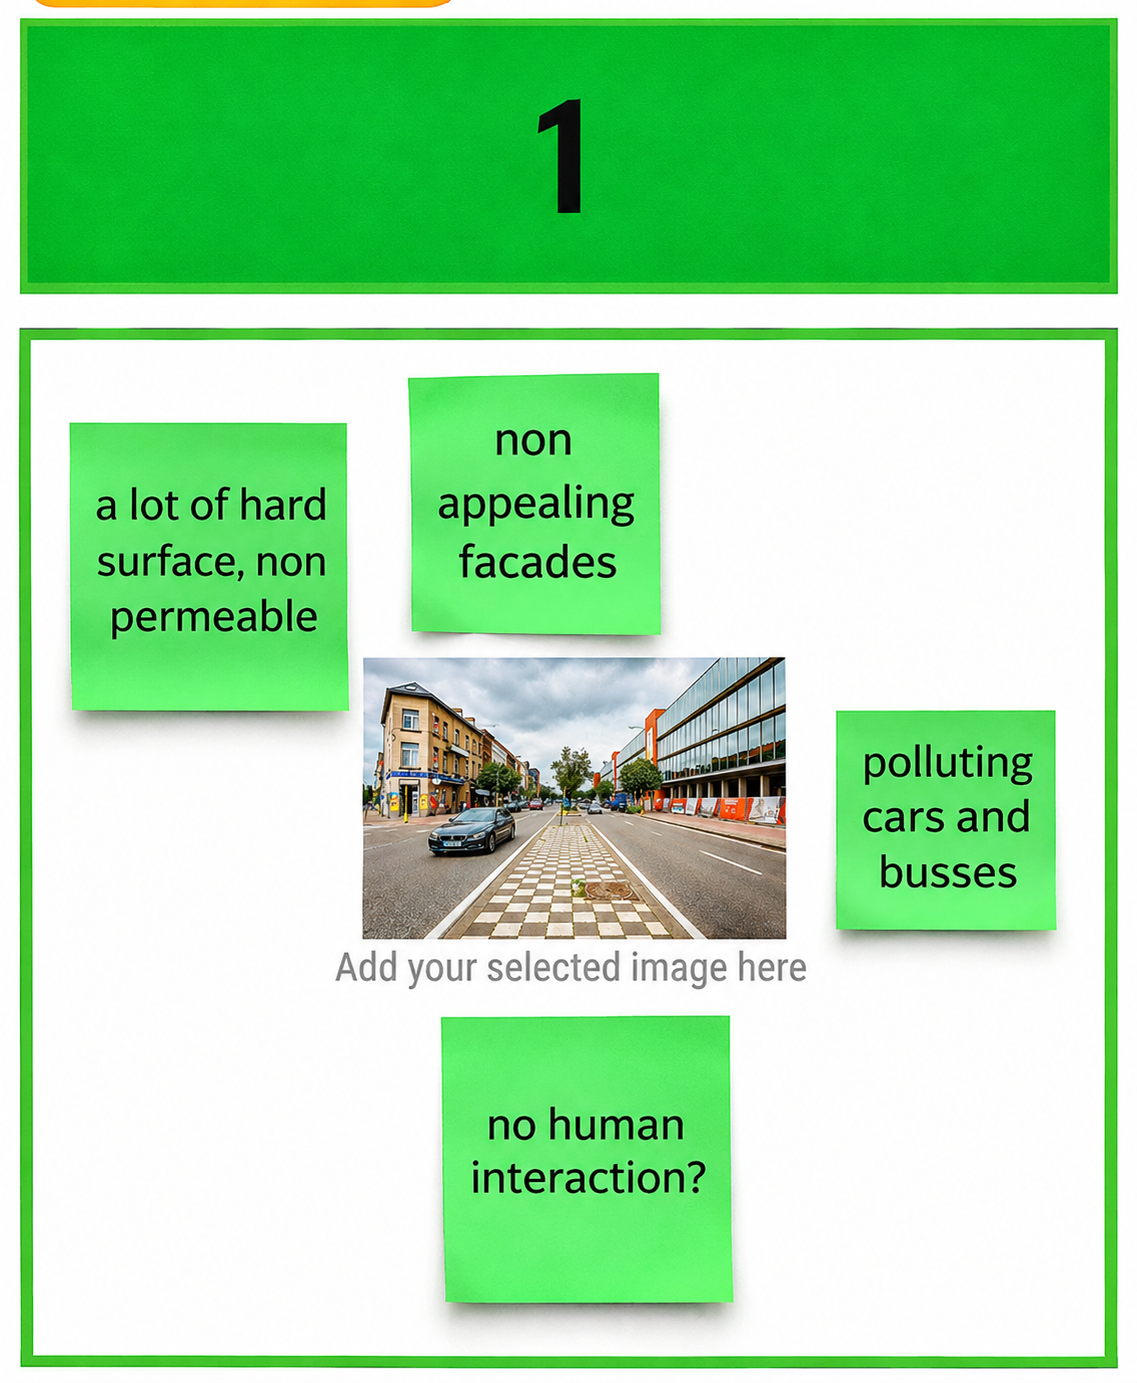 1
non
appealing
facades
a lot of hard
surface, non
permeable
polluting
cars and
busses
Add your selected image here
no human
interaction?